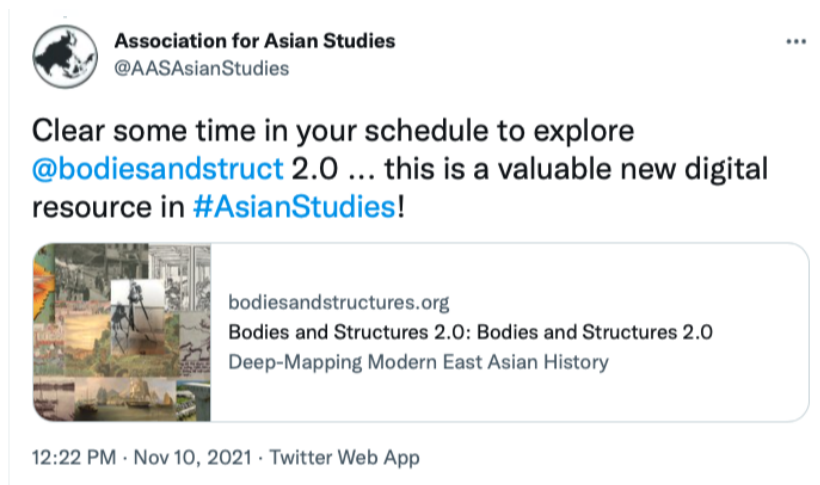 Association for Asian Studies
@AASAsianStudies
Clear some time in your schedule to explore
@bodiesandstruct 2.0 ... this is a valuable new digital
resource in #AsianStudies!
bodiesandstructures.org
Bodies and Structures 2.0: Bodies and Structures 2.0
Deep-Mapping Modern East Asian History
12:22 PM · Nov 10, 2021 · Twitter Web App